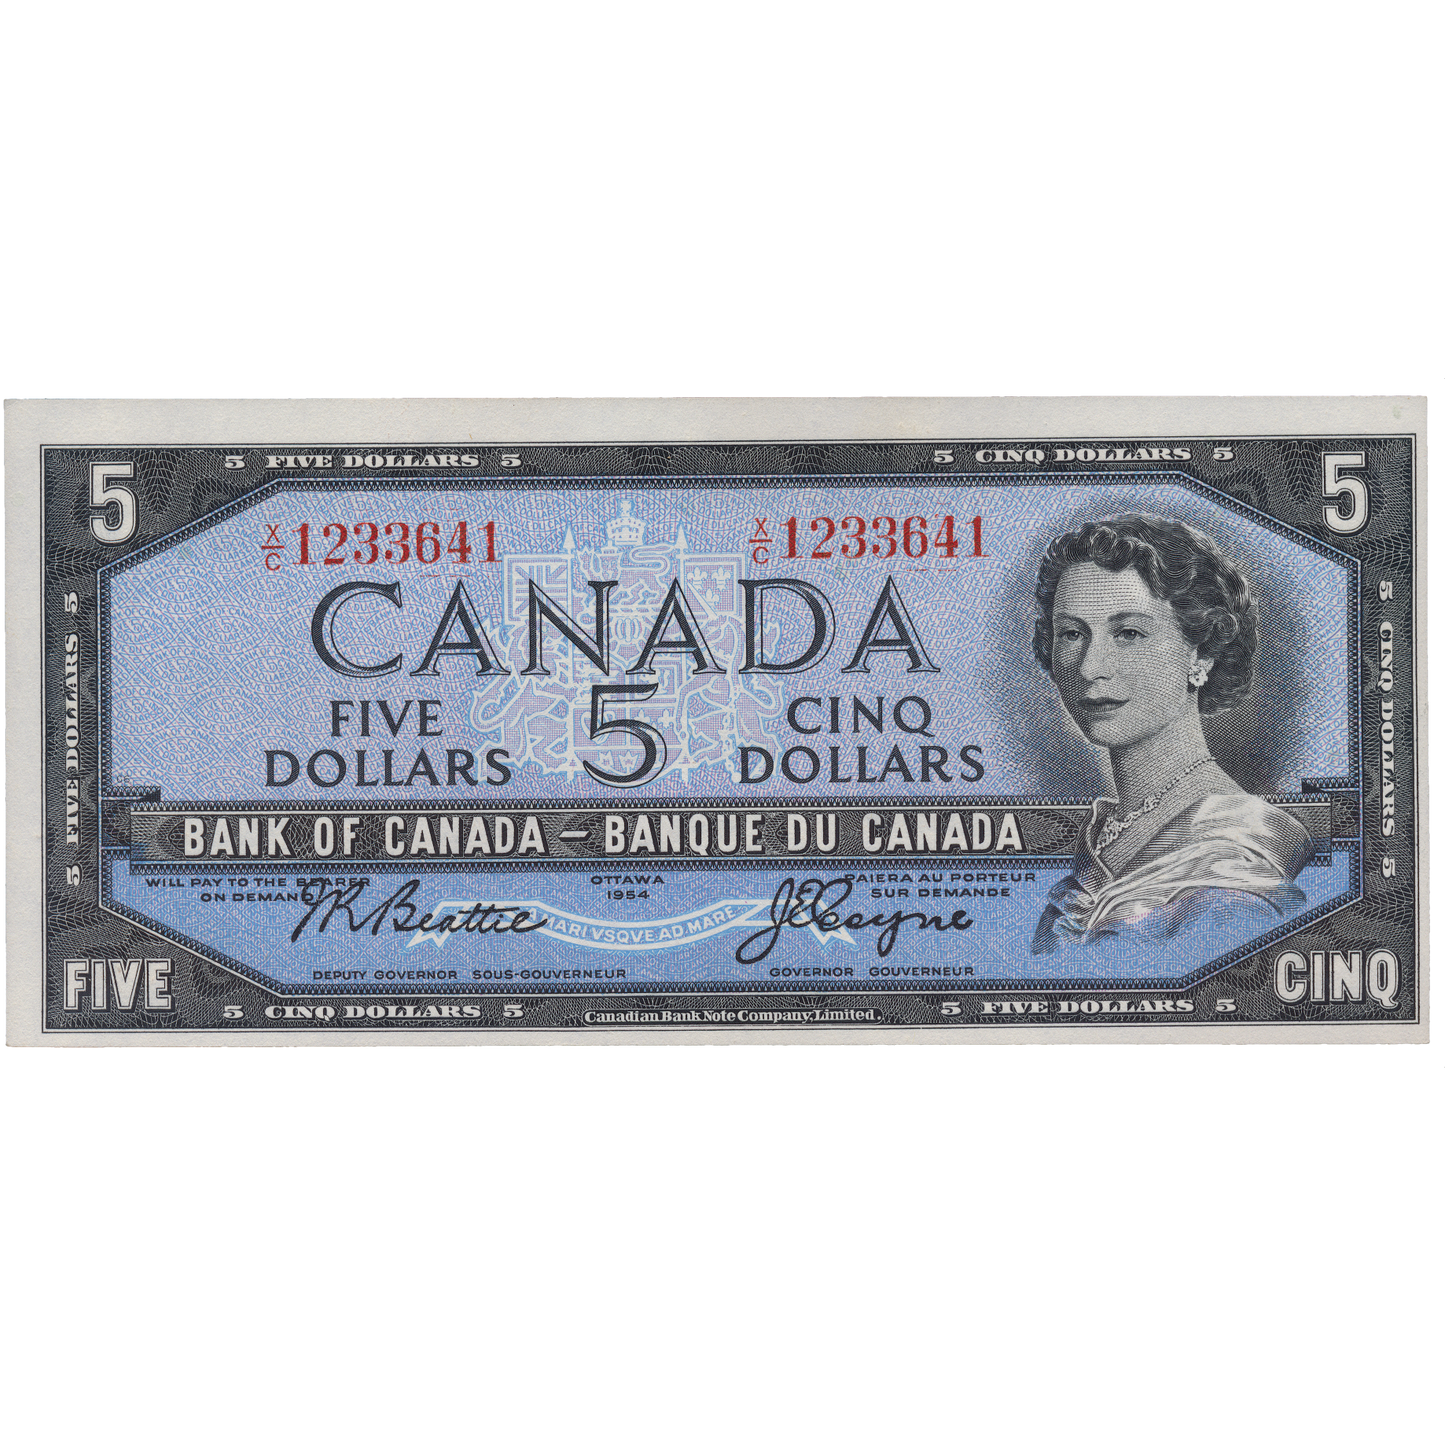 5 FIVE DOLLARS 5
5 CINQ DOLLARS 5
5
5
X/C 1233641
X/C 1233641
CANADA
FIVE DOLLARS
5
CINQ DOLLARS
5 FIVE DOLLARS 5
5 CINQ DOLLARS 5
BANK OF CANADA – BANQUE DU CANADA
WILL PAY TO THE BEARER
ON DEMAND
OTTAWA
1954
PAIERA AU PORTEUR
SUR DEMANDE
J R Beattie
J E Coyne
A MARI VSQVE AD MARE
DEPUTY GOVERNOR SOUS-GOUVERNEUR
GOVERNOR GOUVERNEUR
FIVE
CINQ
5 CINQ DOLLARS 5
Canadian Bank Note Company, Limited.
5 FIVE DOLLARS 5